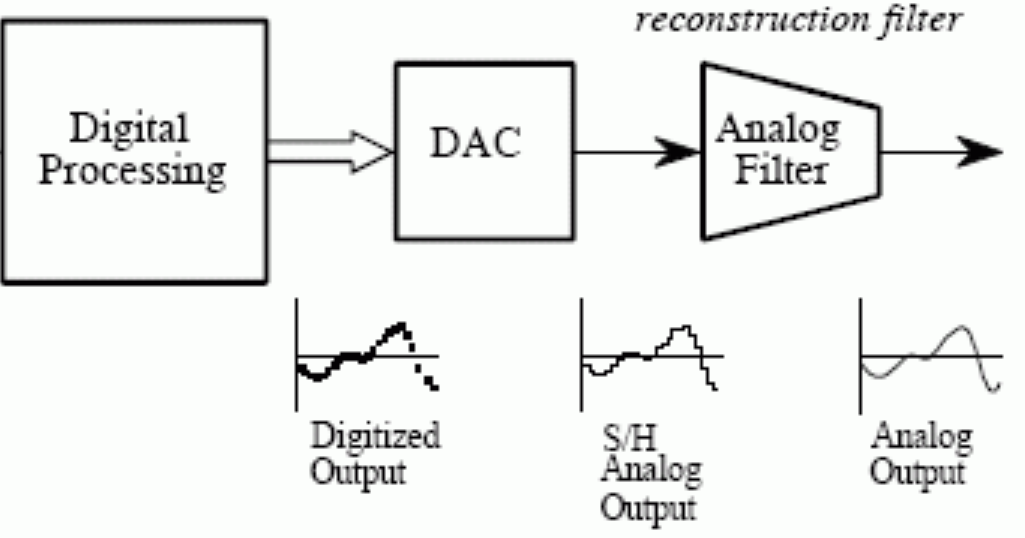 reconstruction filter
Digital
Processing
DAC
Analog
Filter
Digitized
Output
S/H
Analog
Output
Analog
Output